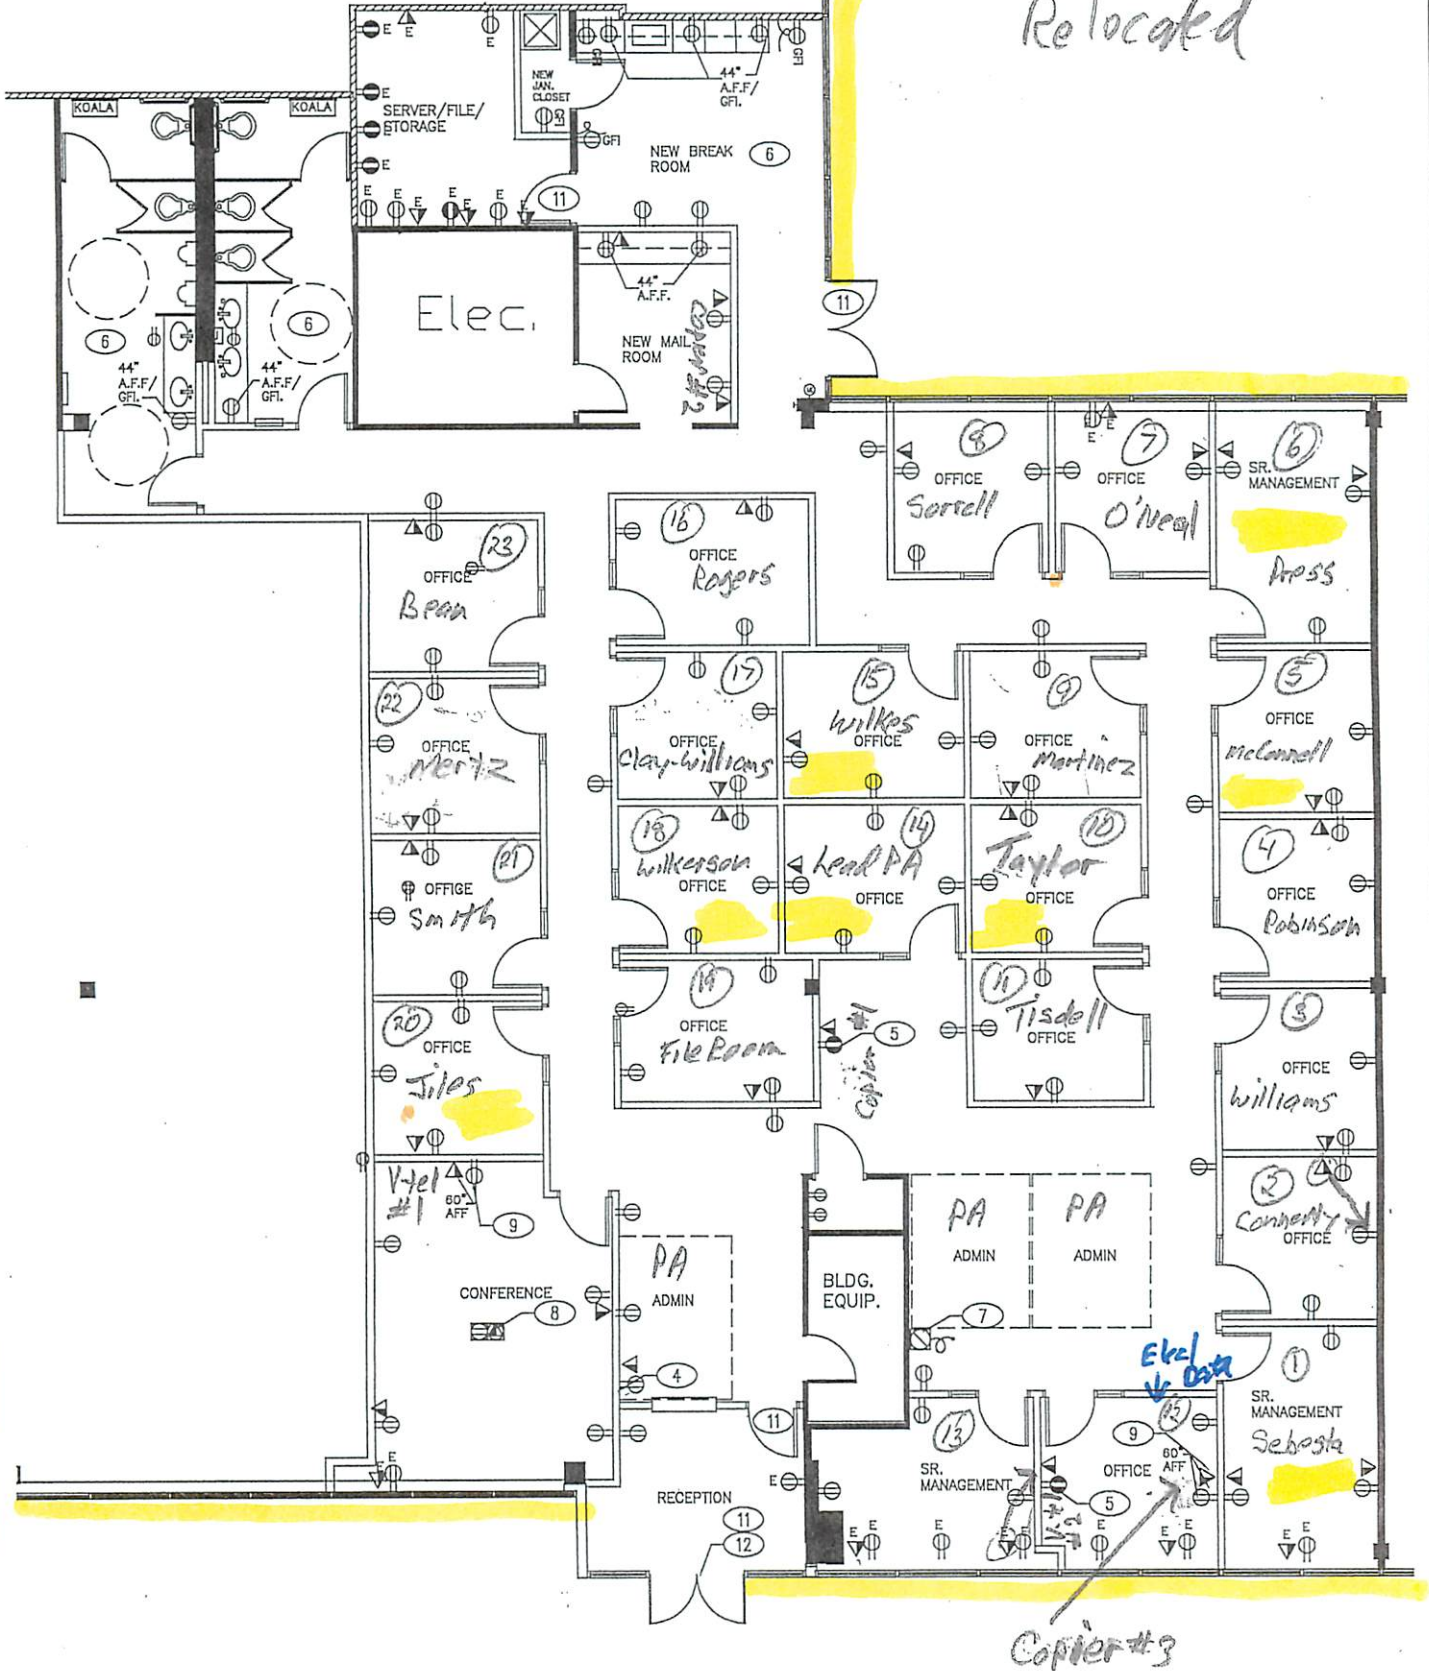 Relocated
E
E
E
SERVER/FILE/
STORAGE
NEW
JAN.
CLOSET
GFI
GFI
44"
A.F.F/
GFI.
GFI
KOALA
KOALA
E
E
E
E
NEW BREAK
ROOM
6
GFI
E
E
E
E
E
E
11
44"
A.F.F.
Elec.
NEW MAIL
ROOM
Copier #2
11
6
6
44"
A.F.F/
GFI.
44"
A.F.F/
GFI.
8
OFFICE
Sorrell
E
E
7
OFFICE
O'Neal
6
SR.
MANAGEMENT
Press
23
OFFICE
Bean
16
OFFICE
Rogers
22
OFFICE
Mertz
17
OFFICE
Clay-Williams
15
Wilkes
OFFICE
9
OFFICE
Martinez
5
OFFICE
McConnell
21
OFFICE
Smith
18
Wilkerson
OFFICE
14
Lead PA
OFFICE
10
Taylor
OFFICE
4
OFFICE
Robinson
20
OFFICE
Jiles
19
OFFICE
File Room
Copier #1
5
11
Tisdell
OFFICE
3
OFFICE
Williams
V-tel
#1
60"
AFF
9
CONFERENCE
8
PA
ADMIN
4
BLDG.
EQUIP.
PA
ADMIN
PA
ADMIN
7
2
Connerty
OFFICE
Elec/
Data
1
SR.
MANAGEMENT
Sebesta
11
13
SR.
MANAGEMENT
12
9
60"
AFF
OFFICE
V-tel
#2
5
E
E
E
RECEPTION
11
12
E
E
E
E
E
E
E
E
E
Copier #3